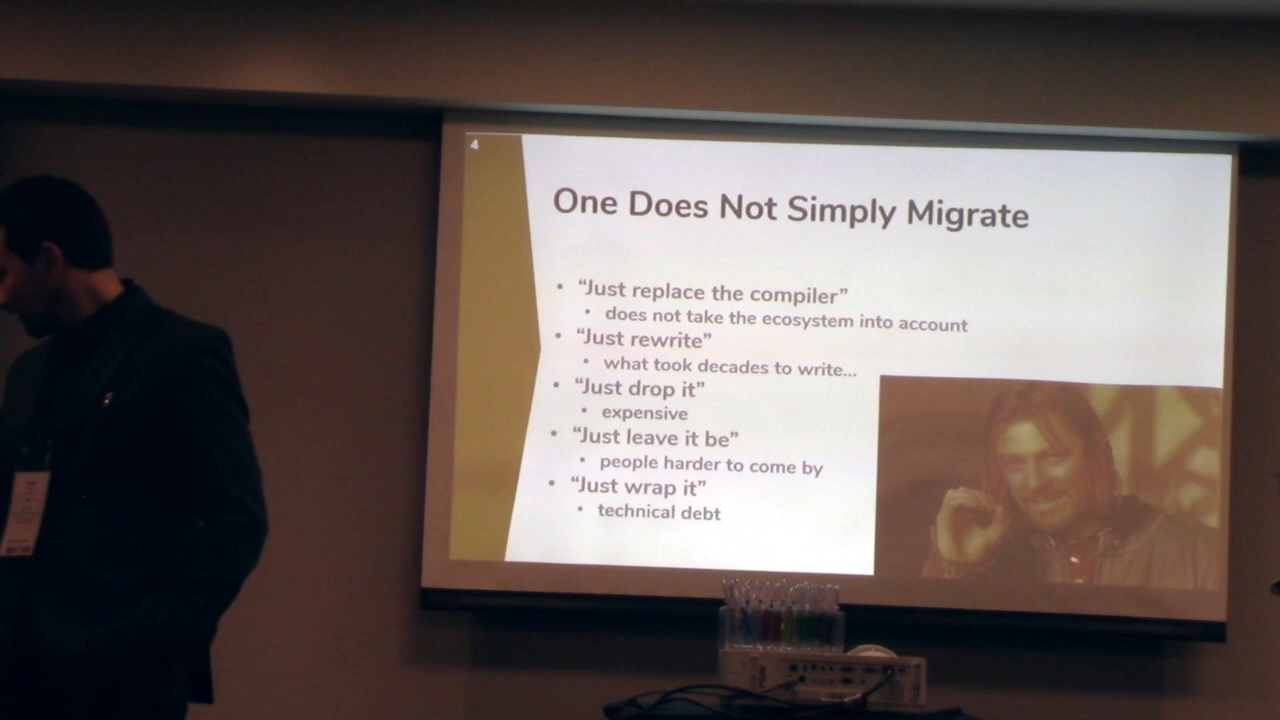 4
One Does Not Simply Migrate
• “Just replace the compiler”
• does not take the ecosystem into account
• “Just rewrite”
• what took decades to write...
• “Just drop it”
• expensive
• “Just leave it be”
• people harder to come by
• “Just wrap it”
• technical debt